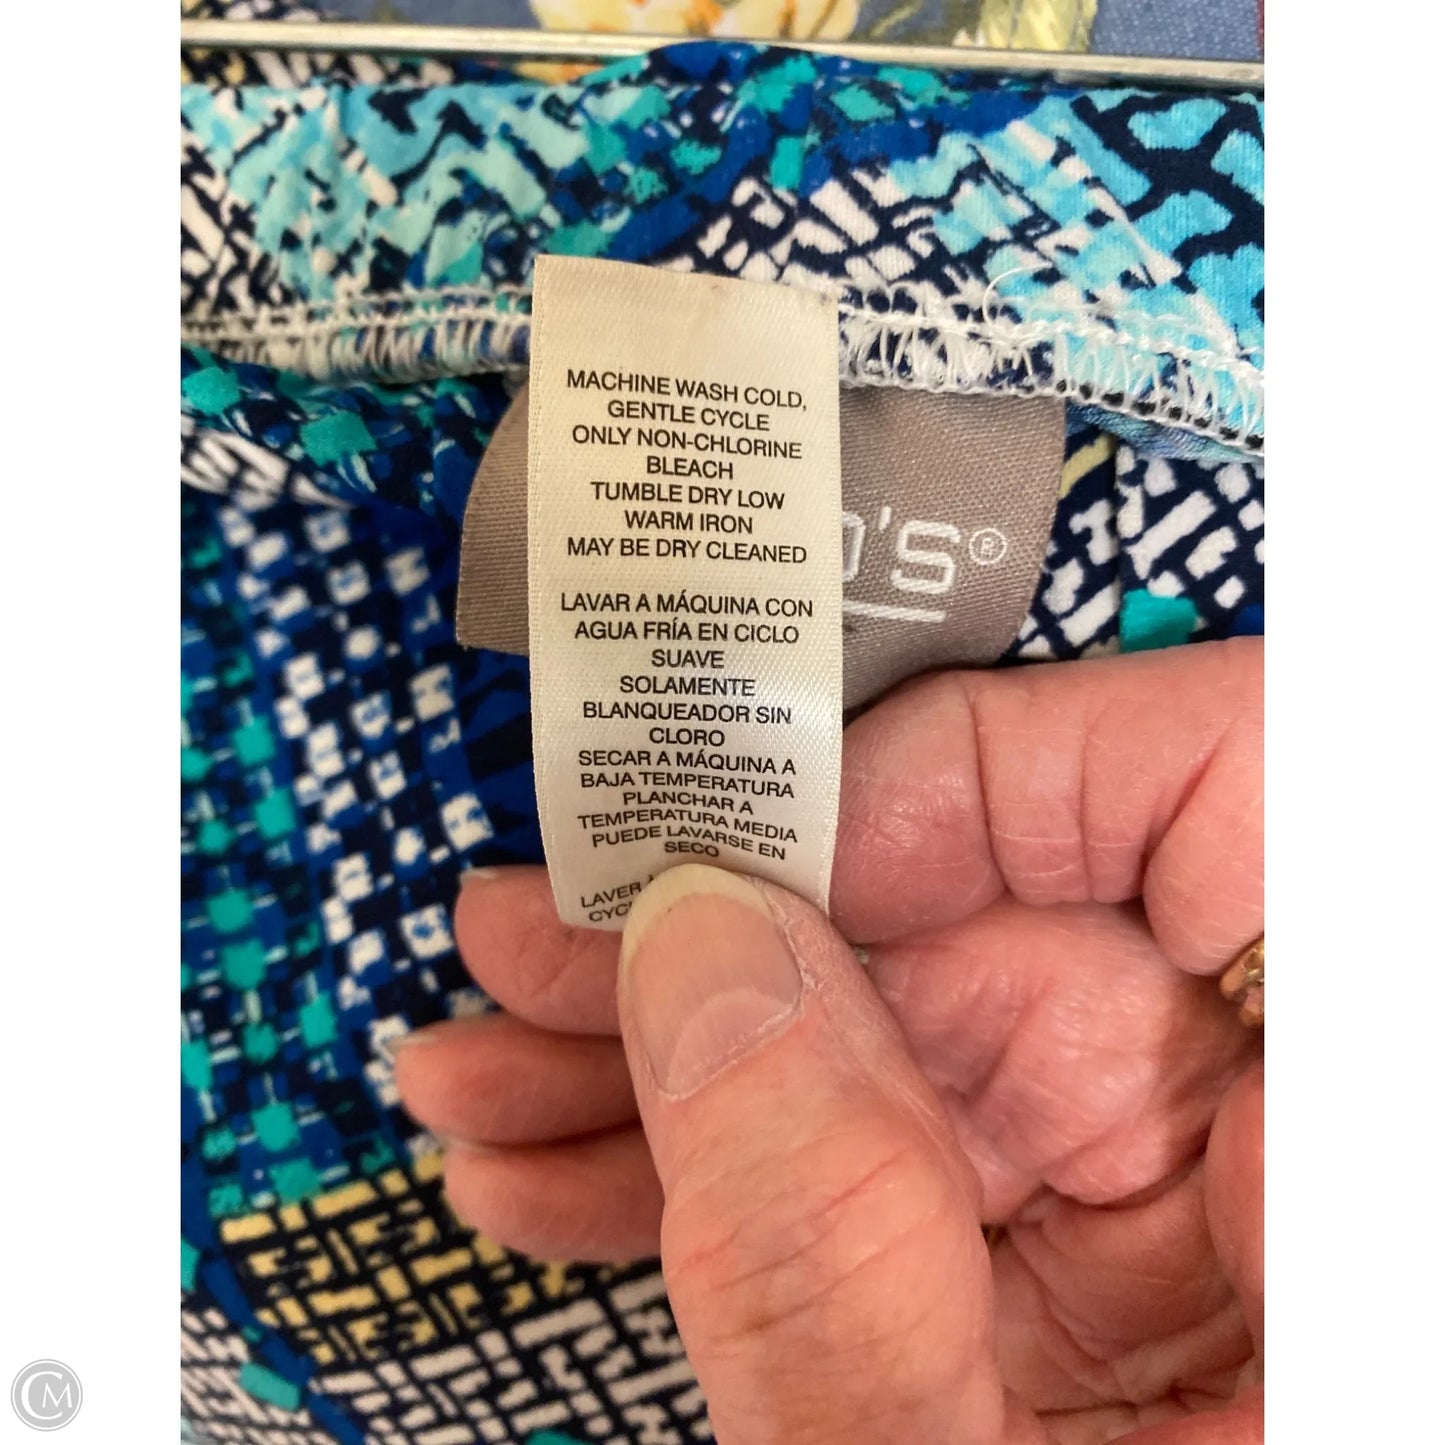 MACHINE WASH COLD,
GENTLE CYCLE
ONLY NON-CHLORINE
BLEACH
TUMBLE DRY LOW
WARM IRON
MAY BE DRY CLEANED
LAVAR A MÁQUINA CON
AGUA FRÍA EN CICLO
SUAVE
SOLAMENTE
BLANQUEADOR SIN
CLORO
SECAR A MÁQUINA A
BAJA TEMPERATURA
PLANCHAR A
TEMPERATURA MEDIA
PUEDE LAVARSE EN
SECO
LAVER
'S®
CM